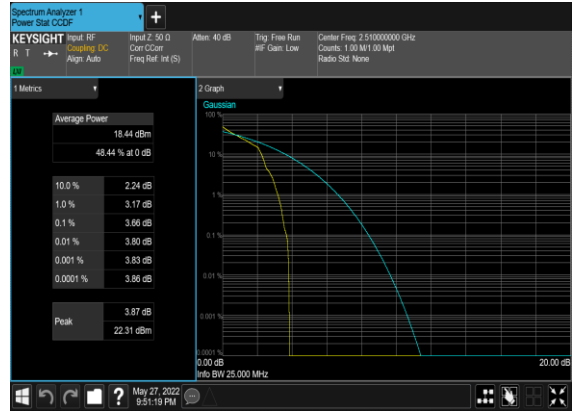 Spectrum Analyzer 1
Power Stat CCDF
KEYSIGHT
R T
LV
Input: RF
Coupling: DC
Align: Auto
Input Z: 50 Ω
Corr CCorr
Freq Ref: Int (S)
Atten: 40 dB
Trig: Free Run
#IF Gain: Low
Center Freq: 2.510000000 GHz
Counts: 1.00 M/1.00 Mpt
Radio Std: None
1 Metrics
Average Power
18.44 dBm
48.44 % at 0 dB
10.0 % 2.24 dB
1.0 % 3.17 dB
0.1 % 3.66 dB
0.01 % 3.80 dB
0.001 % 3.83 dB
0.0001 % 3.86 dB
Peak
3.87 dB
22.31 dBm
2 Graph
Gaussian
100 %
10 %
1 %
0.1 %
0.01 %
0.001 %
0.0001 %
0.00 dB
20.00 dB
Info BW 25.000 MHz
?
May 27, 2022
9:51:19 PM